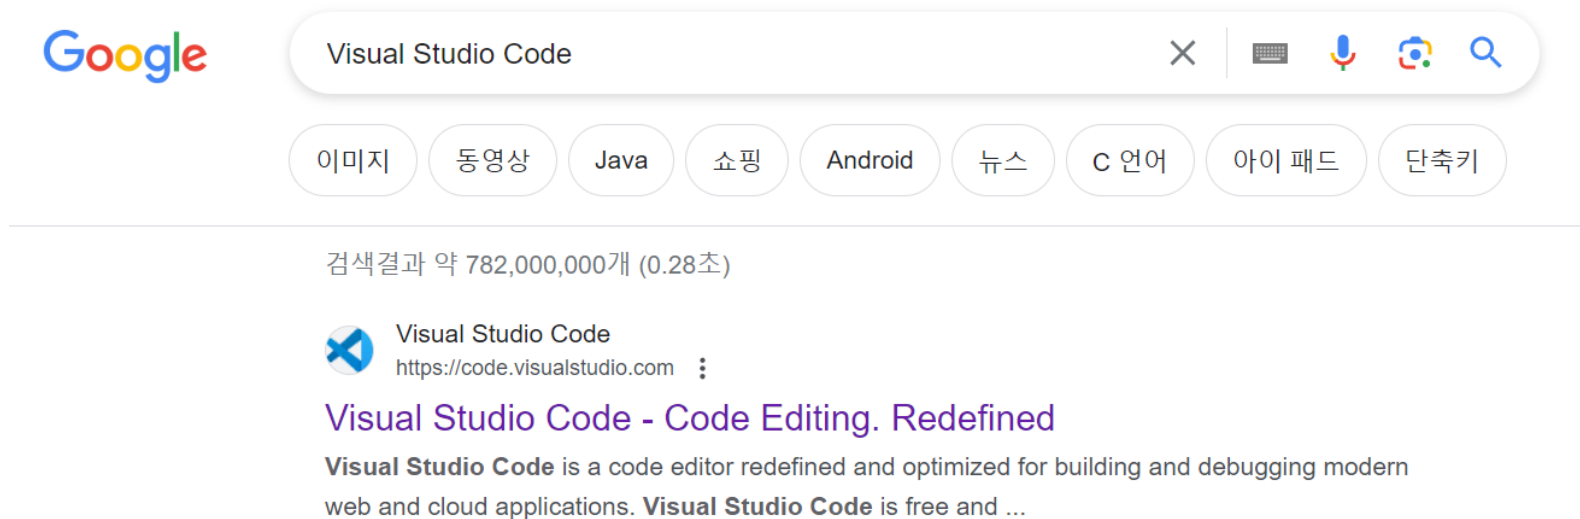 Google
Visual Studio Code
이미지 동영상 Java 쇼핑 Android 뉴스 C 언어 아이 패드 단축키
검색결과 약 782,000,000개 (0.28초)
Visual Studio Code
https://code.visualstudio.com
Visual Studio Code - Code Editing. Redefined
Visual Studio Code is a code editor redefined and optimized for building and debugging modern
web and cloud applications. Visual Studio Code is free and ...